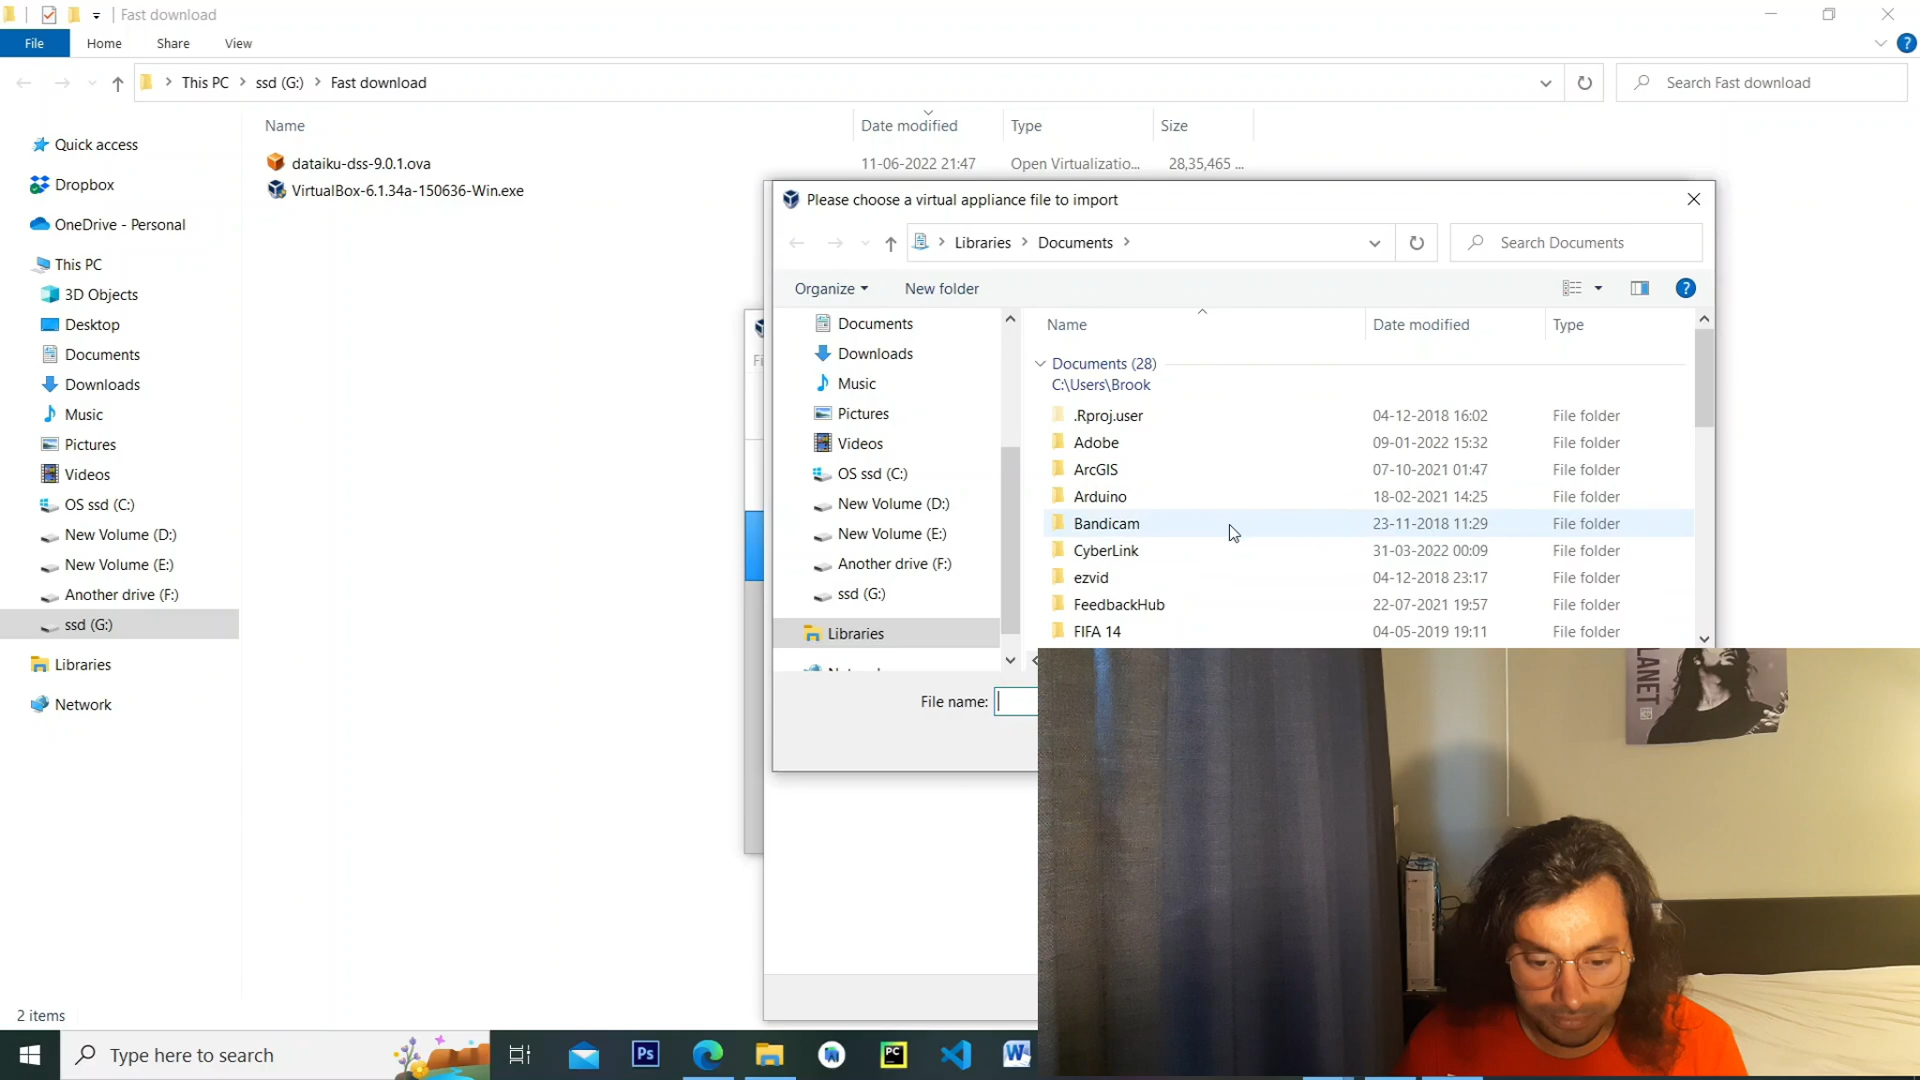 Fast download
File Home Share View
This PC ssd (G:) Fast download
Search Fast download
Name Date modified Type Size
dataiku-dss-9.0.1.ova 11-06-2022 21:47 Open Virtualizatio... 28,35,465 ...
VirtualBox-6.1.34a-150636-Win.exe
Quick access
Dropbox
OneDrive - Personal
This PC
3D Objects
Desktop
Documents
Downloads
Music
Pictures
Videos
OS ssd (C:)
New Volume (D:)
New Volume (E:)
Another drive (F:)
ssd (G:)
Libraries
Network
2 items
Please choose a virtual appliance file to import
Libraries Documents
Search Documents
Organize New folder
Documents
Downloads
Music
Pictures
Videos
OS ssd (C:)
New Volume (D:)
New Volume (E:)
Another drive (F:)
ssd (G:)
Libraries
Name Date modified Type
Documents (28)
C:\Users\Brook
.Rproj.user 04-12-2018 16:02 File folder
Adobe 09-01-2022 15:32 File folder
ArcGIS 07-10-2021 01:47 File folder
Arduino 18-02-2021 14:25 File folder
Bandicam 23-11-2018 11:29 File folder
CyberLink 31-03-2022 00:09 File folder
ezvid 04-12-2018 23:17 File folder
FeedbackHub 22-07-2021 19:57 File folder
FIFA 14 04-05-2019 19:11 File folder
File name:
LANET
Type here to search
Ps
PC
W